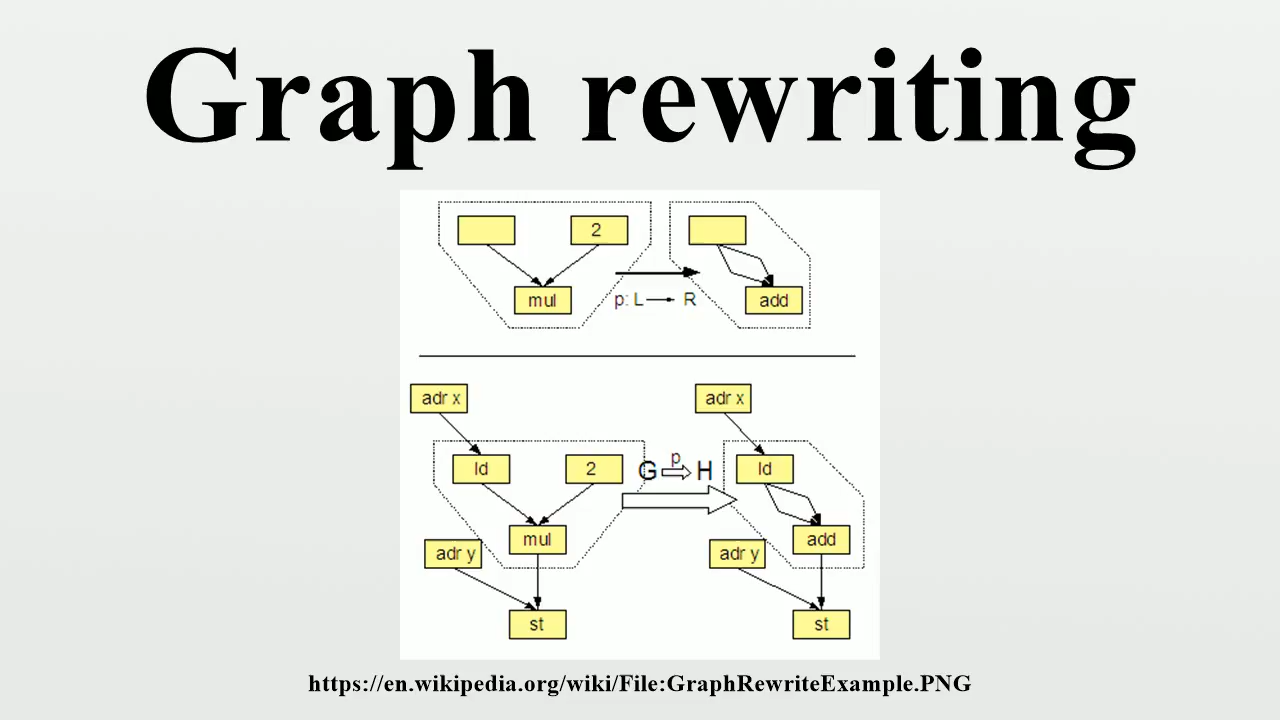 Graph rewriting
2
mul
add
p: L → R
adr x
adr x
ld
2
G p⇒ H
ld
mul
add
adr y
adr y
st
st
https://en.wikipedia.org/wiki/File:GraphRewriteExample.PNG